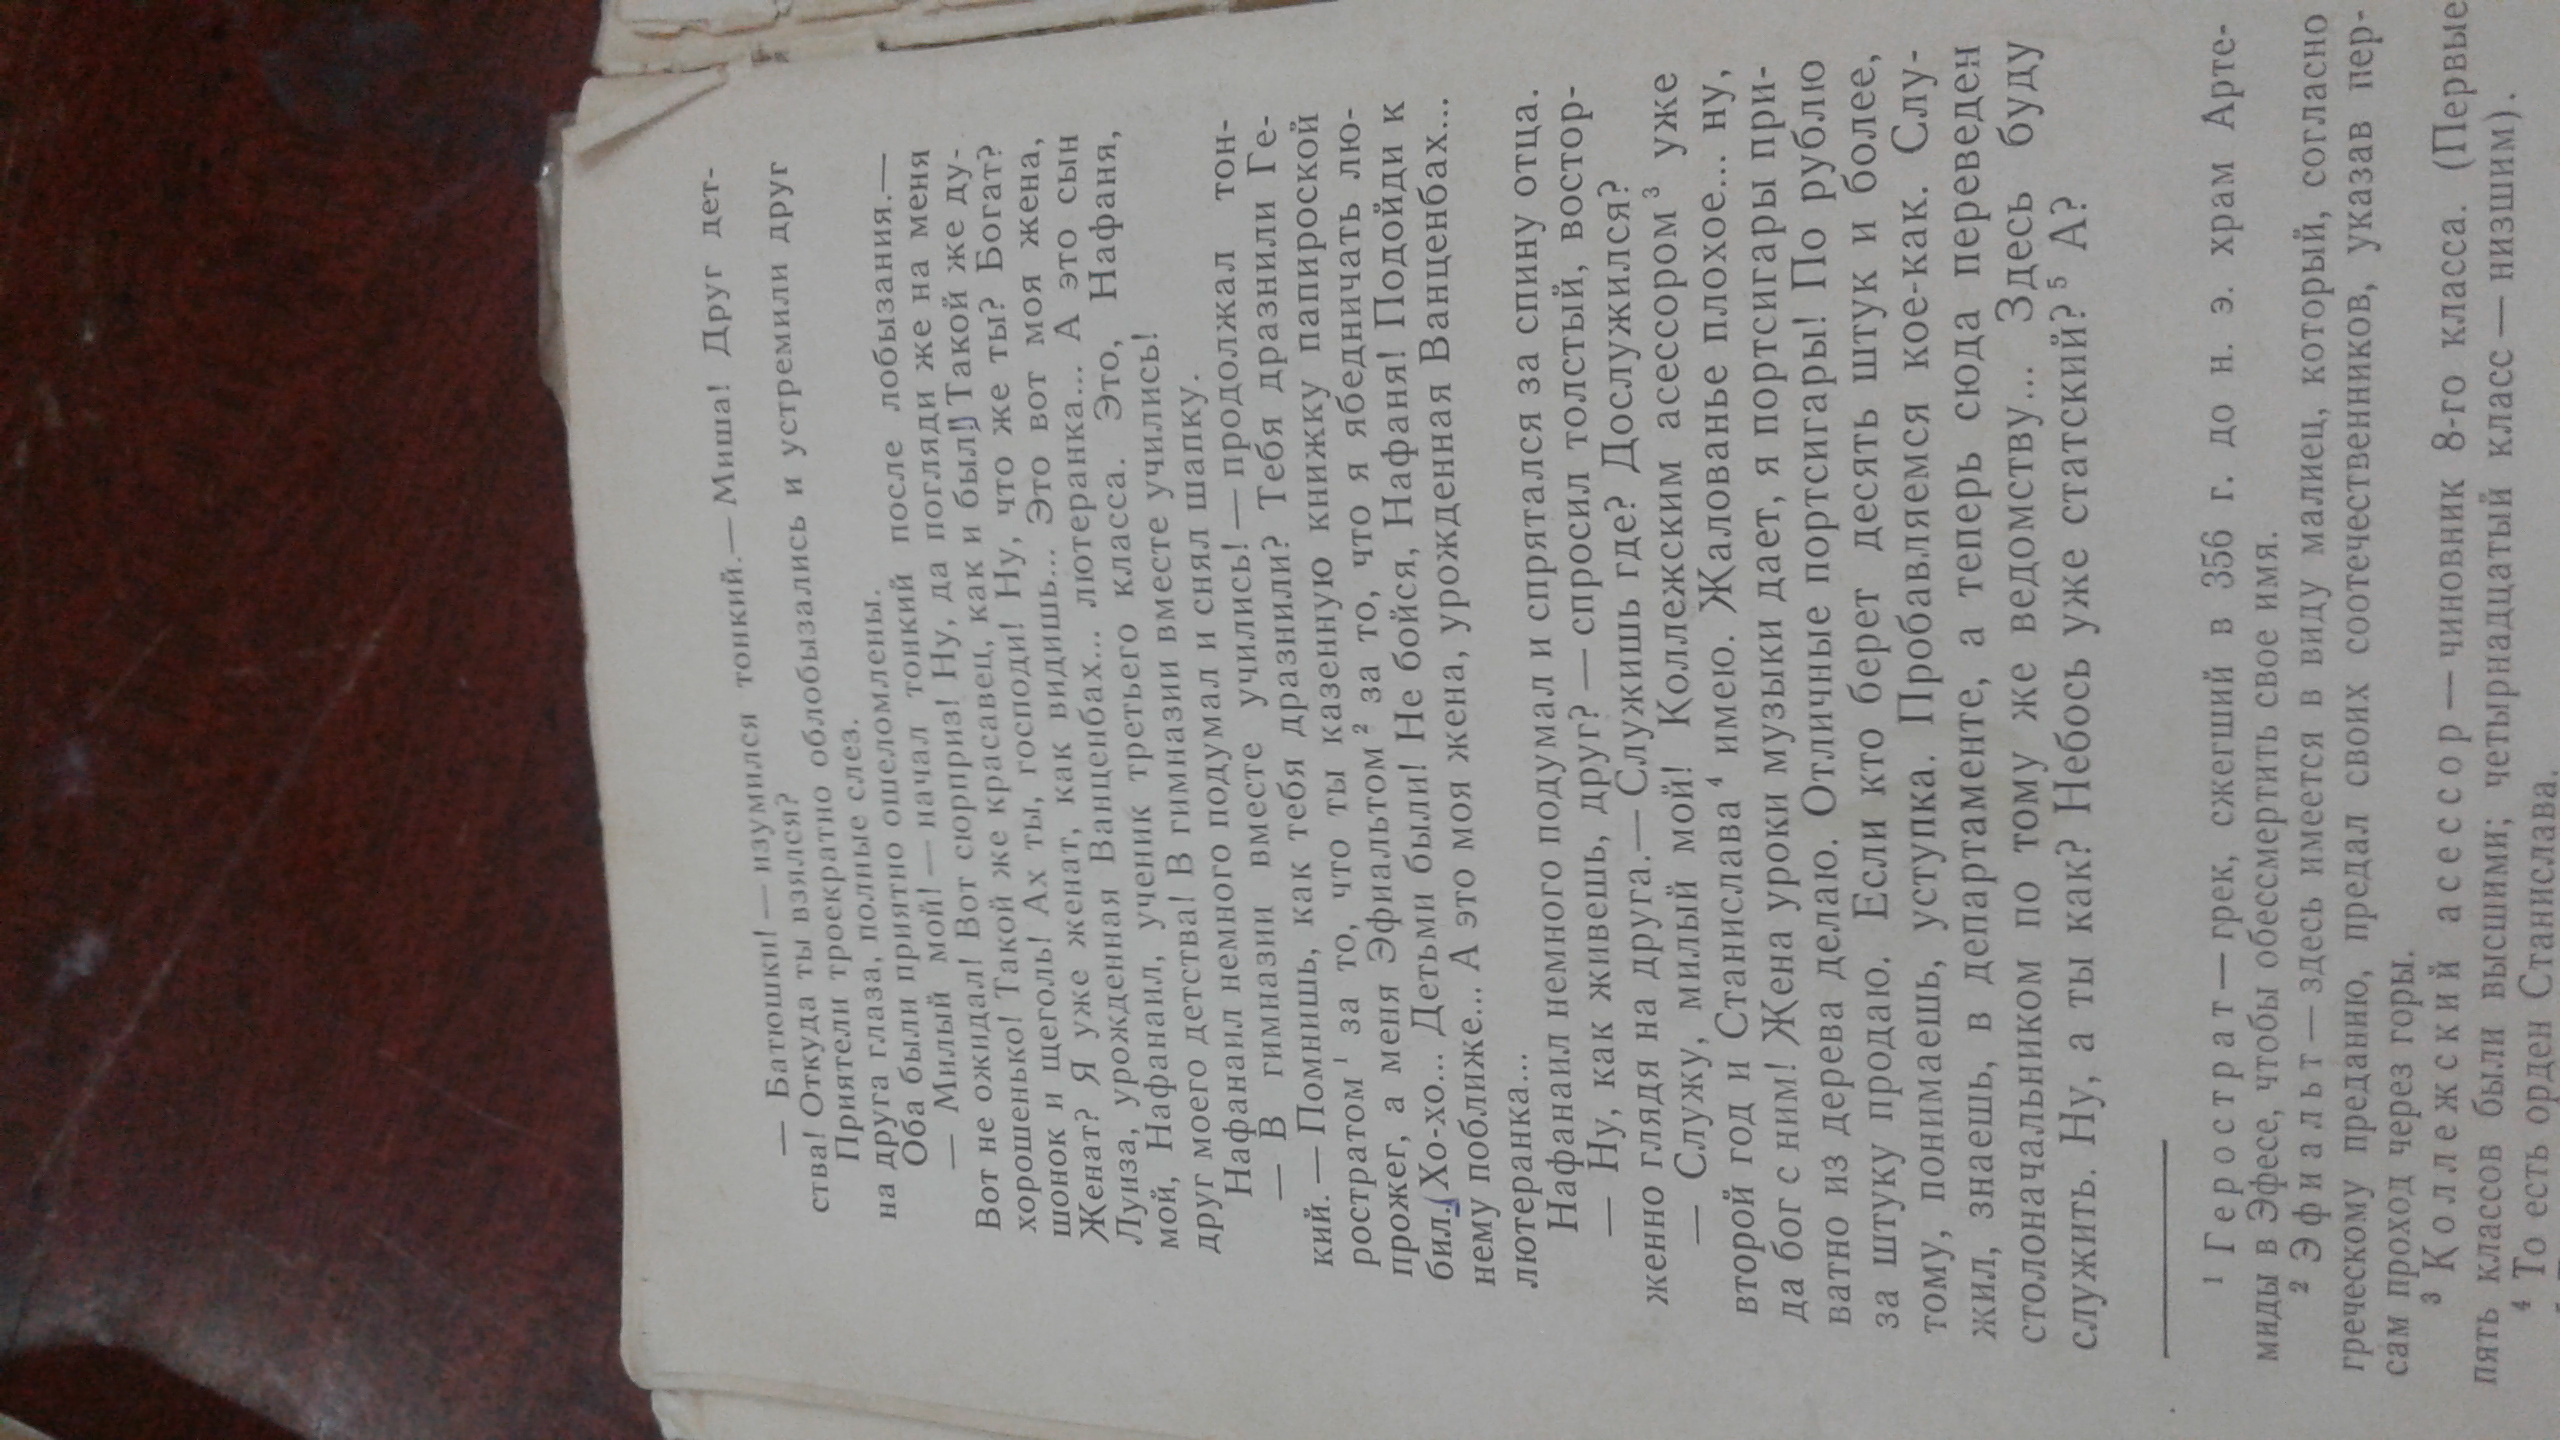 — Батюшки! — изумился тонкий. — Миша! Друг дет-
ства! Откуда ты взялся?
Приятели троекратно облобызались и устремили друг
на друга глаза, полные слез.
Оба были приятно ошеломлены.
— Милый мой! — начал тонкий после лобызания. —
Вот не ожидал! Вот сюрприз! Ну, да погляди же на меня
хорошенько! Такой же красавец, как и был! Такой же ду-
шонок и щеголь! Ах ты, господи! Ну, что же ты? Богат?
Женат? Я уже женат, как видишь... Это вот моя жена,
Луиза, урожденная Ванценбах... лютеранка... А это сын
мой, Нафанаил, ученик третьего класса. Это, Нафаня,
друг моего детства! В гимназии вместе учились!
Нафанаил немного подумал и снял шапку.
— В гимназии вместе учились! — продолжал тон-
кий. — Помнишь, как тебя дразнили? Тебя дразнили Ге-
ростратом ¹ за то, что ты казенную книжку папироской
прожег, а меня Эфиальтом ² за то, что я ябедничать лю-
бил. Хо-хо... Детьми были! Не бойся, Нафаня! Подойди к
нему поближе... А это моя жена, урожденная Ванценбах...
лютеранка...
Нафанаил немного подумал и спрятался за спину отца.
— Ну, как живешь, друг? — спросил толстый, востор-
женно глядя на друга. — Служишь где? Дослужился?
— Служу, милый мой! Коллежским асессором ³ уже
второй год и Станислава ⁴ имею. Жалованье плохое... ну,
да бог с ним! Жена уроки музыки дает, я портсигары при-
ватно из дерева делаю. Отличные портсигары! По рублю
за штуку продаю. Если кто берет десять штук и более,
тому, понимаешь, уступка. Пробавляемся кое-как. Слу-
жил, знаешь, в департаменте, а теперь сюда переведен
столоначальником по тому же ведомству... Здесь буду
служить. Ну, а ты как? Небось уже статский? ⁵ А?
¹ Герострат — грек, сжегший в 356 г. до н. э. храм Арте-
миды в Эфесе, чтобы обессмертить свое имя.
² Эфиальт — здесь имеется в виду малиец, который, согласно
греческому преданию, предал своих соотечественников, указав пер-
сам проход через горы.
³ Коллежский асессор — чиновник 8-го класса. (Первые
пять классов были высшими; четырнадцатый класс — низшим).
⁴ То есть орден Станислава.